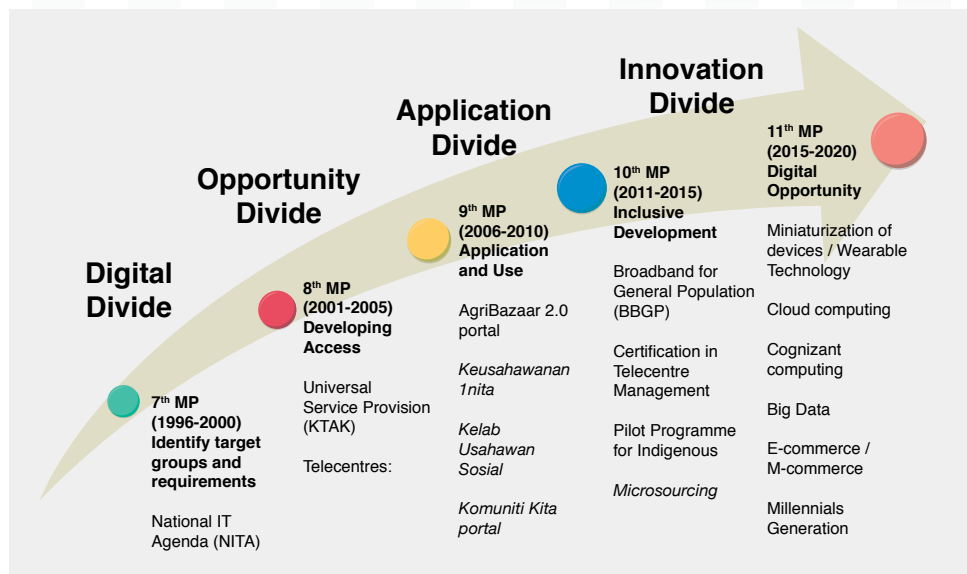 Digital
Divide
7th MP
(1996-2000)
Identify target
groups and
requirements
National IT
Agenda (NITA)
Opportunity
Divide
8th MP
(2001-2005)
Developing
Access
Universal
Service Provision
(KTAK)
Telecentres:
Application
Divide
9th MP
(2006-2010)
Application
and Use
AgriBazaar 2.0
portal
Keusahawanan
1nita
Kelab
Usahawan
Sosial
Komuniti Kita
portal
Innovation
Divide
10th MP
(2011-2015)
Inclusive
Development
Broadband for
General Population
(BBGP)
Certification in
Telecentre
Management
Pilot Programme
for Indigenous
Microsourcing
11th MP
(2015-2020)
Digital
Opportunity
Miniaturization of
devices / Wearable
Technology
Cloud computing
Cognizant
computing
Big Data
E-commerce /
M-commerce
Millennials
Generation